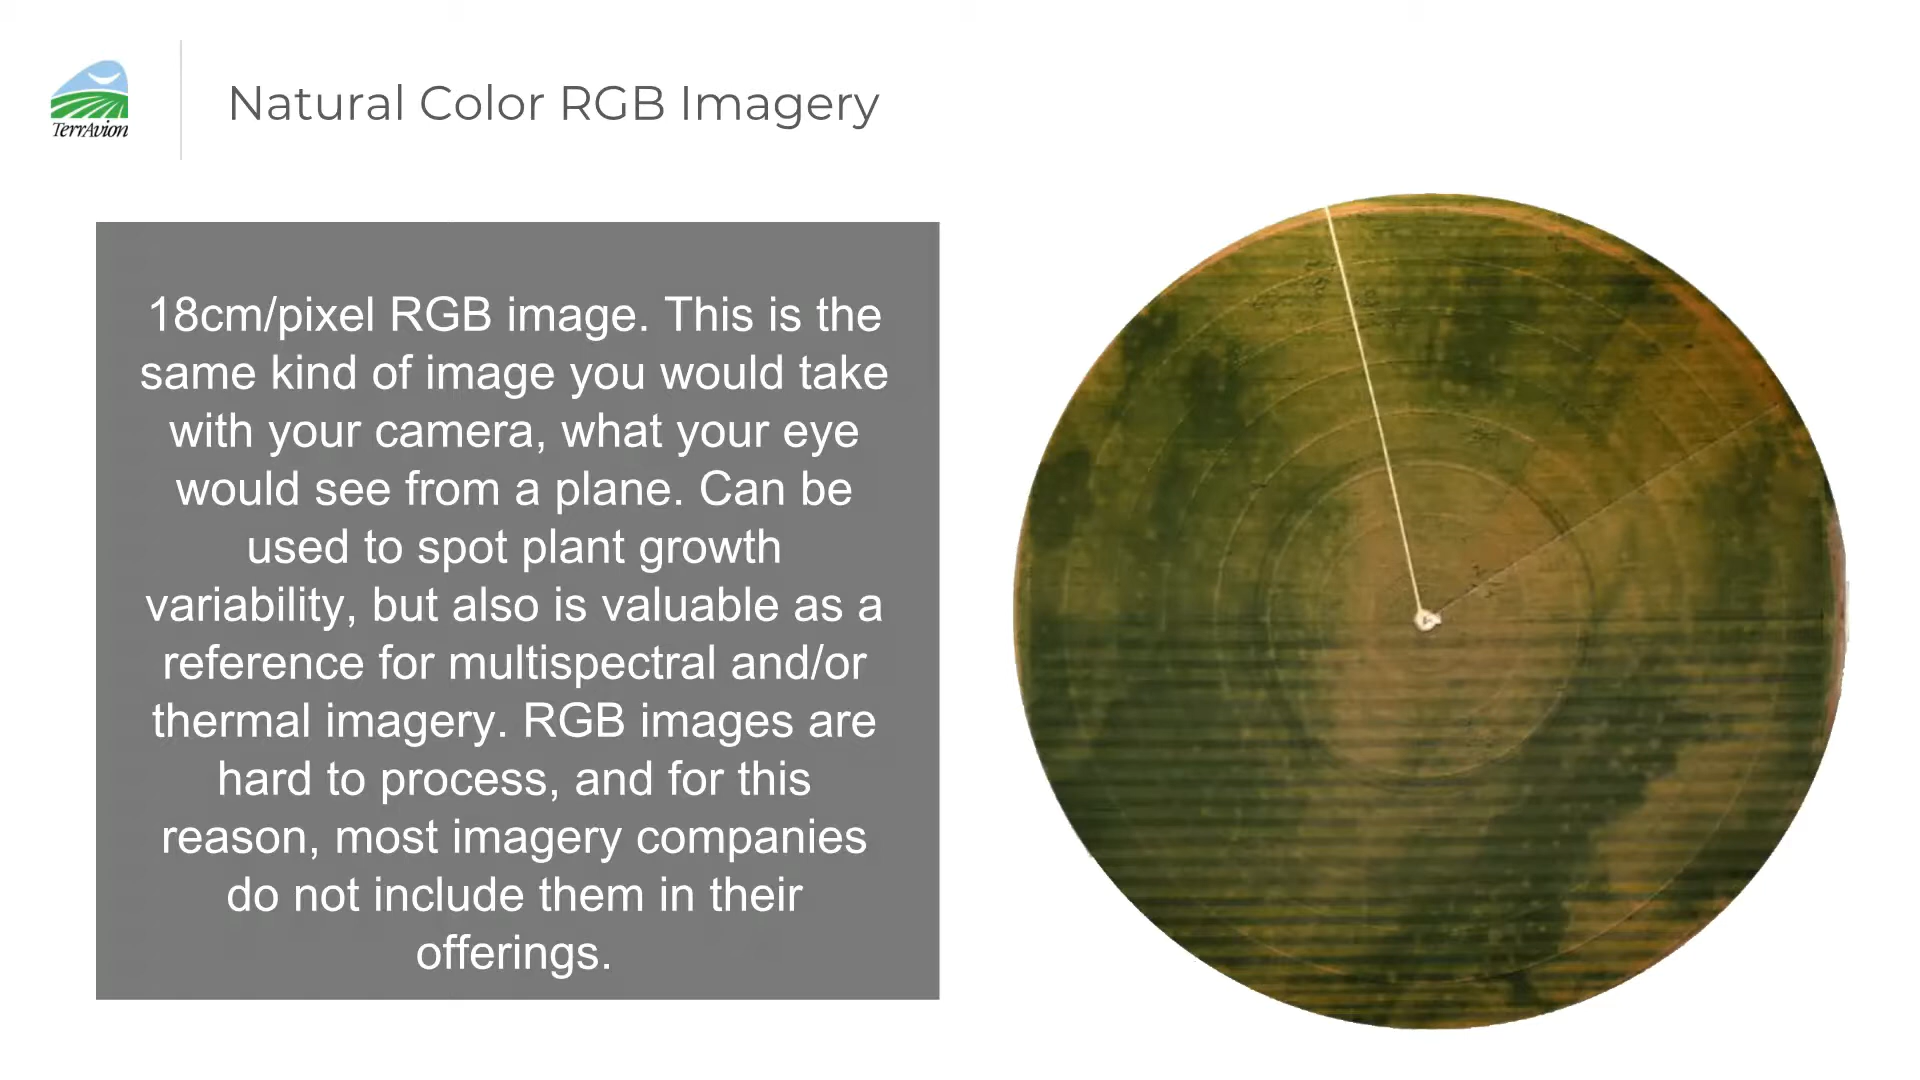 TerrAvion
Natural Color RGB Imagery
18cm/pixel RGB image. This is the
same kind of image you would take
with your camera, what your eye
would see from a plane. Can be
used to spot plant growth
variability, but also is valuable as a
reference for multispectral and/or
thermal imagery. RGB images are
hard to process, and for this
reason, most imagery companies
do not include them in their
offerings.